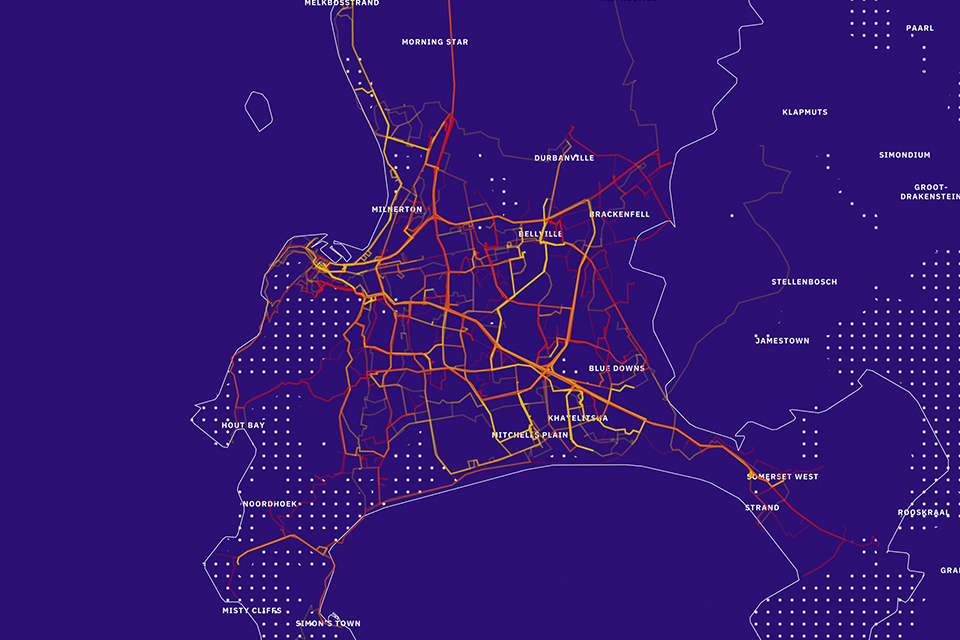 MELKBOSSTRAND
PAARL
MORNING STAR
KLAPMUTS
SIMONDIUM
DURBANVILLE
GROOT-
DRAKENSTEIN
MILNERTON
BRACKENFELL
BELLVILLE
STELLENBOSCH
JAMESTOWN
BLUE DOWNS
KHAYELITSHA
HOUT BAY
MITCHELLS PLAIN
SOMERSET WEST
NOORDHOEK
STRAND
ROOSKRAAL
MISTY CLIFFS
SIMON'S TOWN